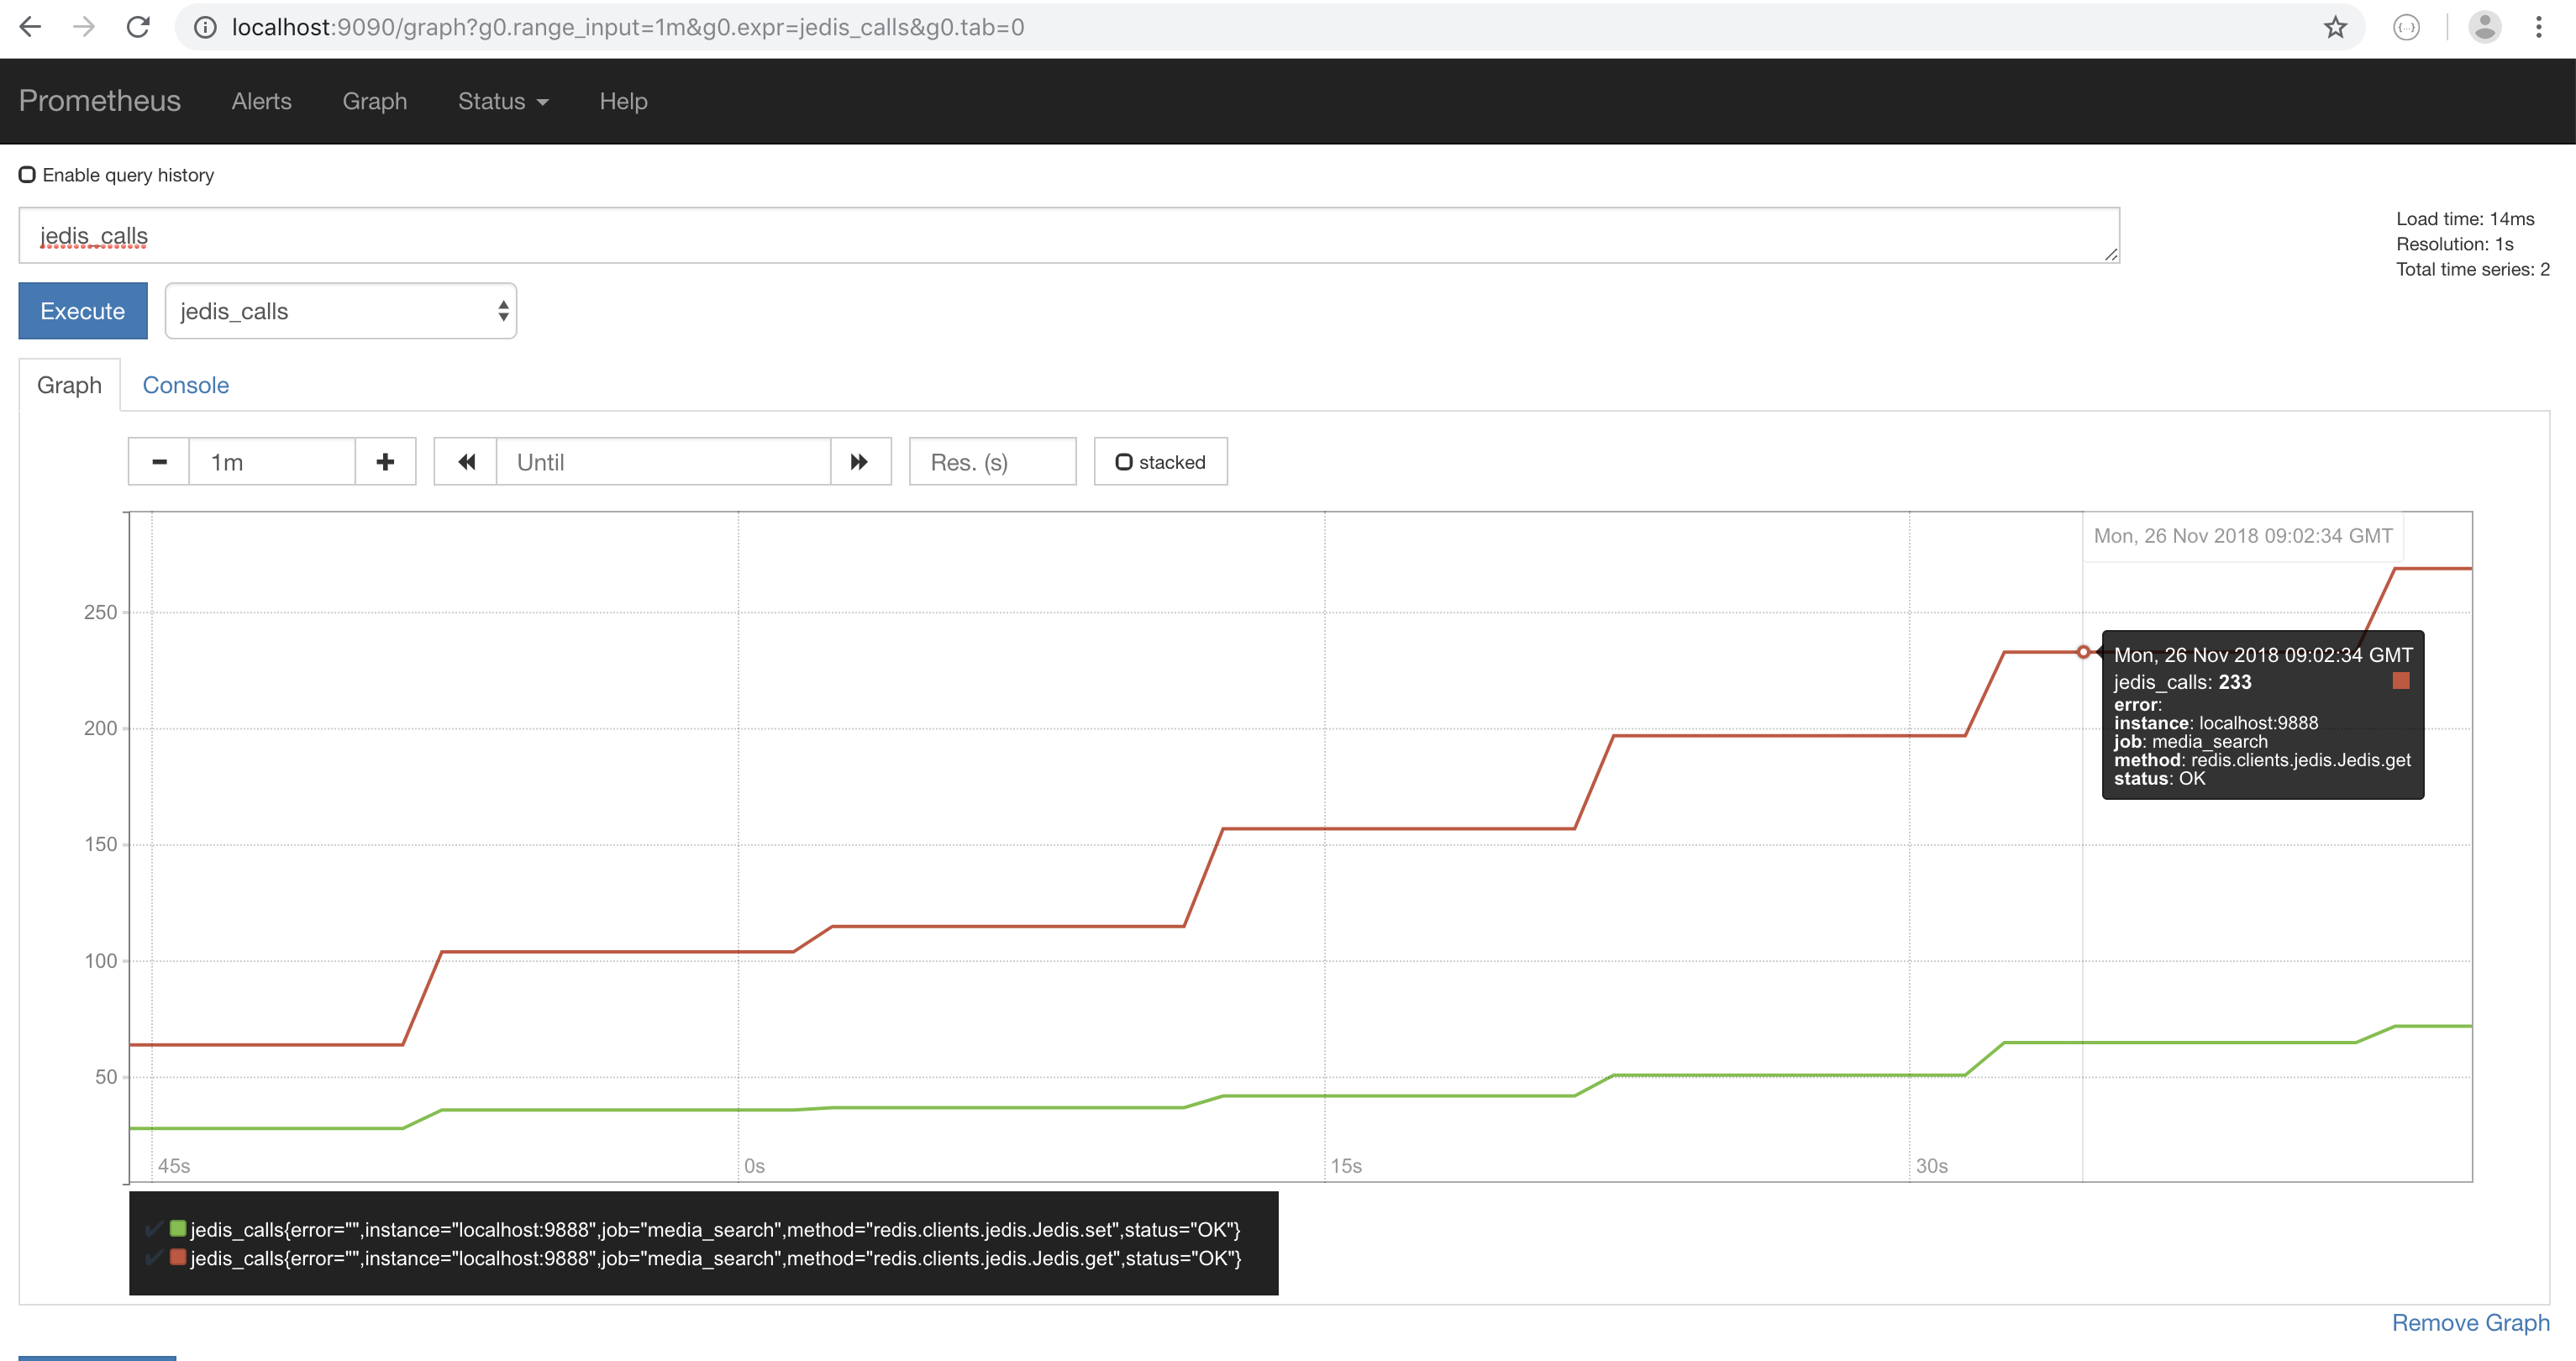 localhost:9090/graph?g0.range_input=1m&g0.expr=jedis_calls&g0.tab=0
Prometheus Alerts Graph Status Help
Enable query history
jedis_calls
Load time: 14ms
Resolution: 1s
Total time series: 2
Execute jedis_calls
Graph Console
1m Until Res. (s) stacked
Mon, 26 Nov 2018 09:02:34 GMT
250
200
150
100
50
Mon, 26 Nov 2018 09:02:34 GMT
jedis_calls: 233
error:
instance: localhost:9888
job: media_search
method: redis.clients.jedis.Jedis.get
status: OK
45s 0s 15s 30s
jedis_calls{error="",instance="localhost:9888",job="media_search",method="redis.clients.jedis.Jedis.set",status="OK"}
jedis_calls{error="",instance="localhost:9888",job="media_search",method="redis.clients.jedis.Jedis.get",status="OK"}
Remove Graph